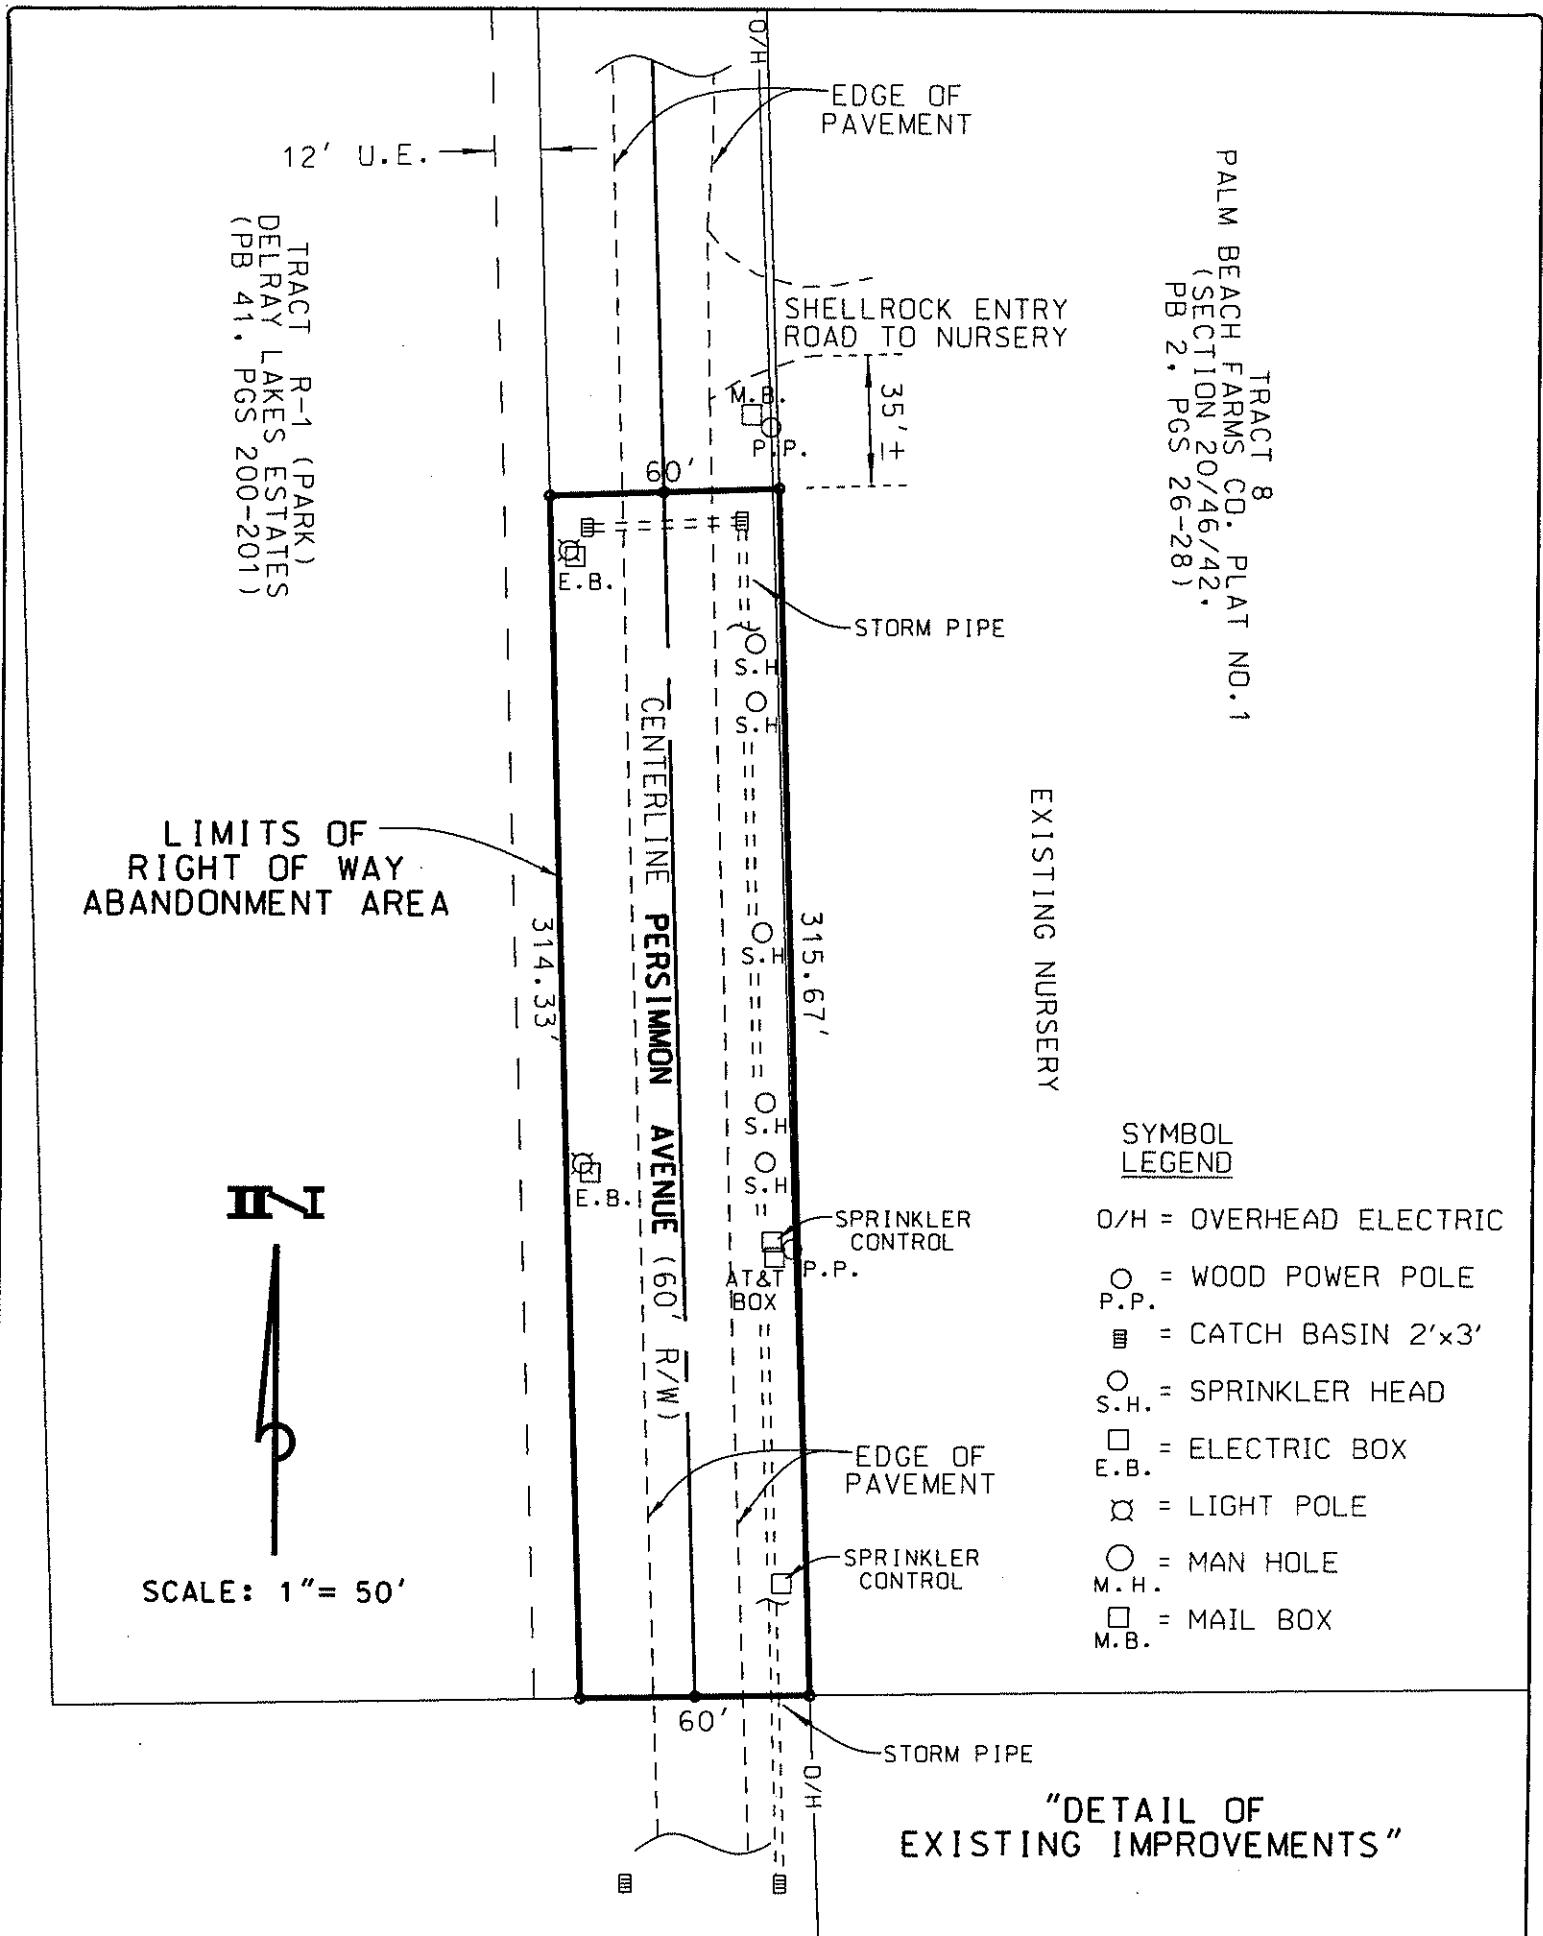 O/H
EDGE OF
PAVEMENT
12' U.E.
TRACT R-1 (PARK)
DELRAY LAKES ESTATES
(PB 41, PGS 200-201)
TRACT 8
PALM BEACH FARMS CO. PLAT NO.1
(SECTION 20/46/42,
PB 2, PGS 26-28)
SHELLROCK ENTRY
ROAD TO NURSERY
M.B.
P.P.
35'±
60'
E.B.
STORM PIPE
S.H
S.H
LIMITS OF
RIGHT OF WAY
ABANDONMENT AREA
314.33'
CENTERLINE PERSIMMON AVENUE (60' R/W)
S.H
315.67'
EXISTING NURSERY
S.H
S.H
E.B.
SPRINKLER
CONTROL
P.P.
AT&T
BOX
N
SCALE: 1"= 50'
EDGE OF
PAVEMENT
SPRINKLER
CONTROL
SYMBOL
LEGEND
O/H = OVERHEAD ELECTRIC
P.P. = WOOD POWER POLE
= CATCH BASIN 2'x3'
S.H. = SPRINKLER HEAD
E.B. = ELECTRIC BOX
= LIGHT POLE
M.H. = MAN HOLE
M.B. = MAIL BOX
60'
STORM PIPE
O/H
"DETAIL OF
EXISTING IMPROVEMENTS"